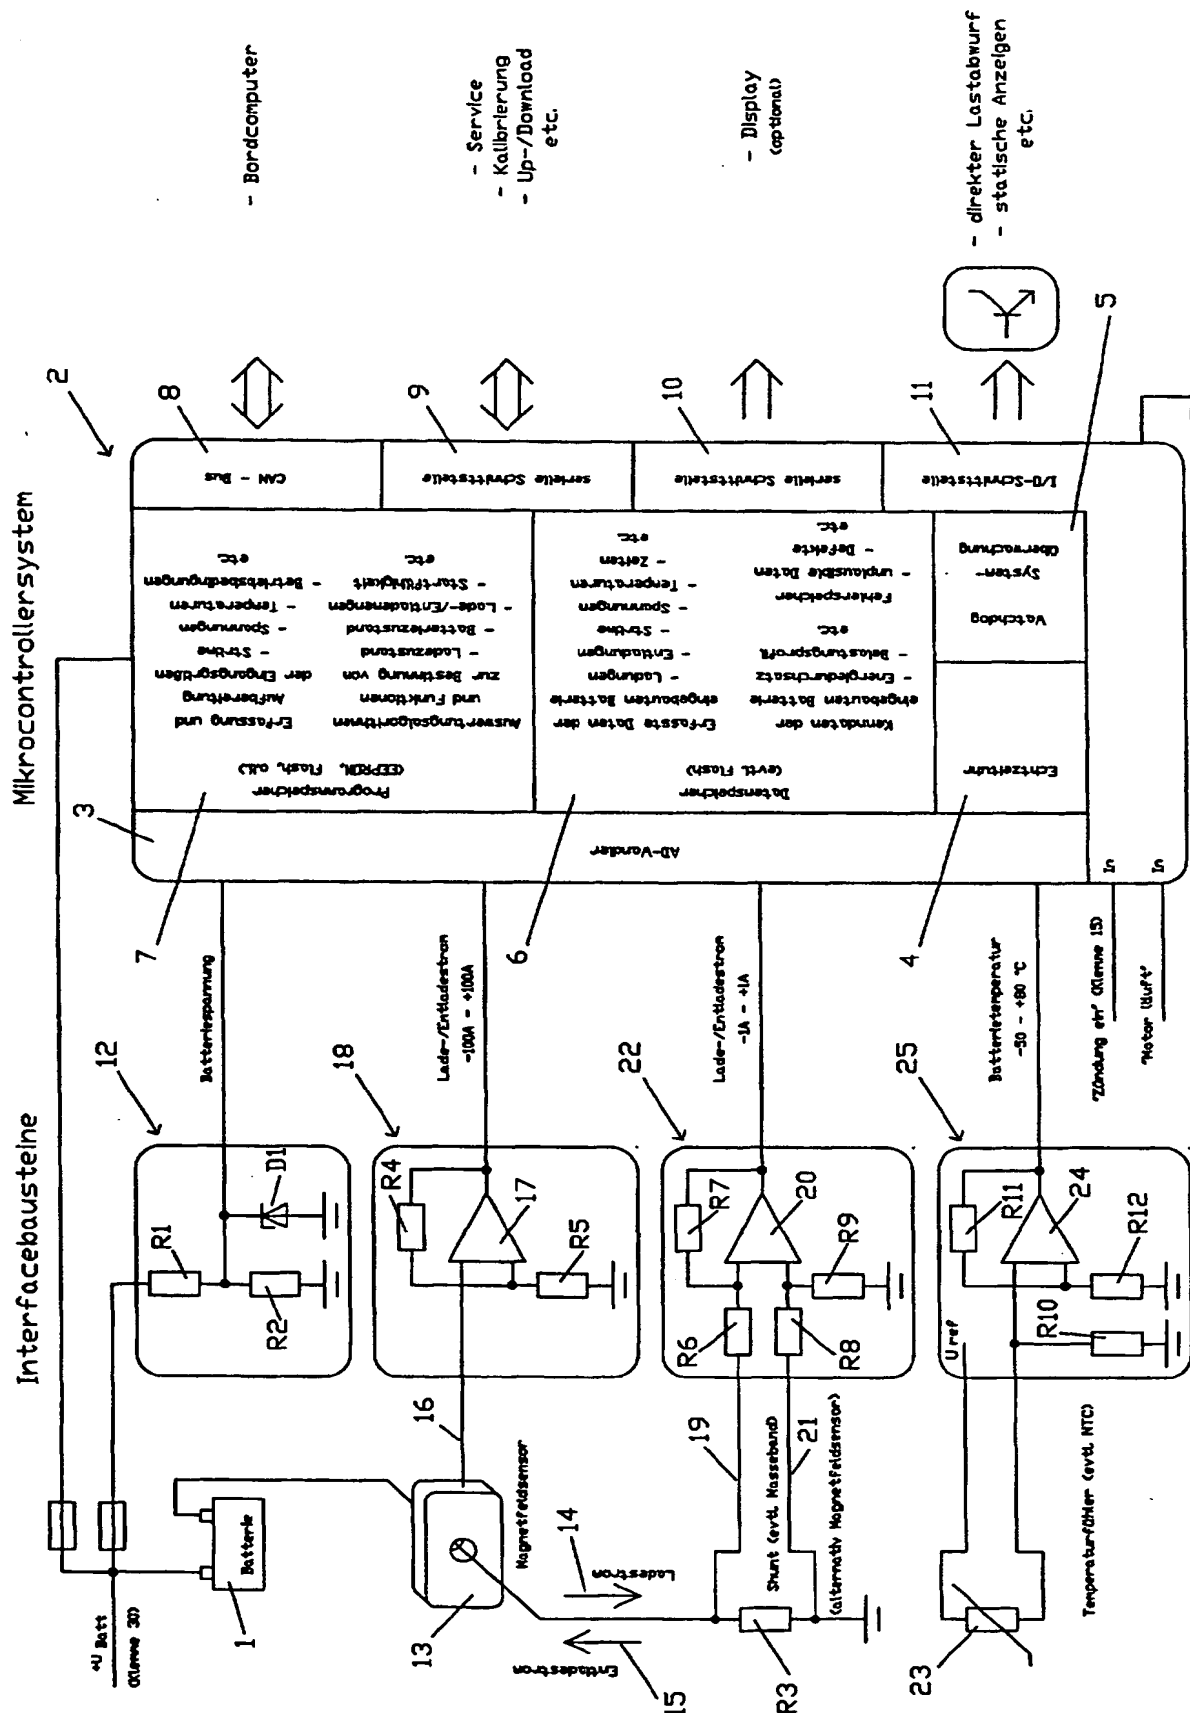 Interfacebausteine
Mikrocontrollersystem
+U Batt
(Klemme 30)
1
Batterie
12
R1
R2
D1
Batteriespannung
13
Magnetfeldsensor
16
18
R4
17
R5
Lade-/Entladestrom
-100A - +100A
14
Ladestrom
15
Entladestrom
R3
Shunt (evtl. Masseband)
(alternativ Magnetfeldsensor)
19
21
22
R6
R7
R8
R9
20
Lade-/Entladestrom
-1A - +1A
23
Temperaturfühler (evtl. NTC)
25
U ref
R10
R11
R12
24
Batterietemperatur
-50 - +80 °C
"Zündung ein" (Klemme 15)
"Motor läuft"
In
In
2
3
AD-Wandler
7
Programmspeicher
(EEPROM, Flash, o.ä.)
Erfassung und
Aufbereitung
der Eingangsgrößen
- Ströme
- Spannungen
- Temperaturen
- Betriebsbedingungen
etc.
Auswertungsalgorithmen
und Funktionen
zur Bestimmung von
- Ladezustand
- Batteriezustand
- Lade-/Entlademengen
- Startfähigkeit
etc.
6
Datenspeicher
(evtl. Flash)
Erfasste Daten der
eingebauten Batterie
- Ladungen
- Entladungen
- Ströme
- Spannungen
- Temperaturen
- Zeiten
etc.
Kenndaten der
eingebauten Batterie
- Energiedurchsatz
- Belastungsprofil
etc.
Fehlerspeicher
- unplausible Daten
- Defekte
etc.
4
Echtzeituhr
5
Watchdog
System-
Überwachung
8
CAN - Bus
- Bordcomputer
9
serielle Schnittstelle
- Service
- Kalibrierung
- Up-/Download
etc.
10
serielle Schnittstelle
- Display
(optional)
11
I/O-Schnittstelle
- direkter Lastabwurf
- statische Anzeigen
etc.